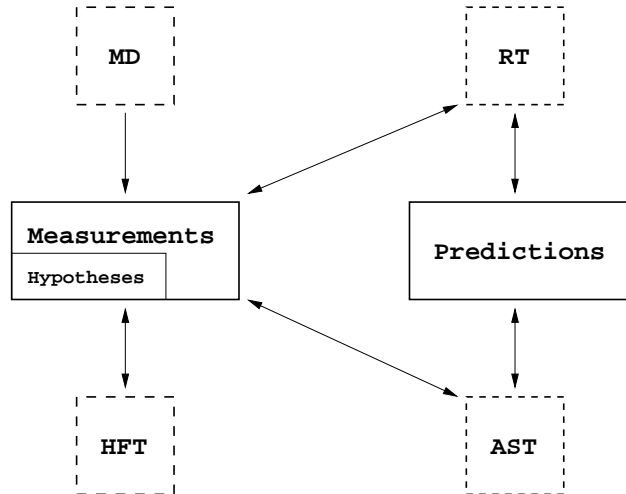 MD
RT
Measurements
Hypotheses
Predictions
HFT
AST